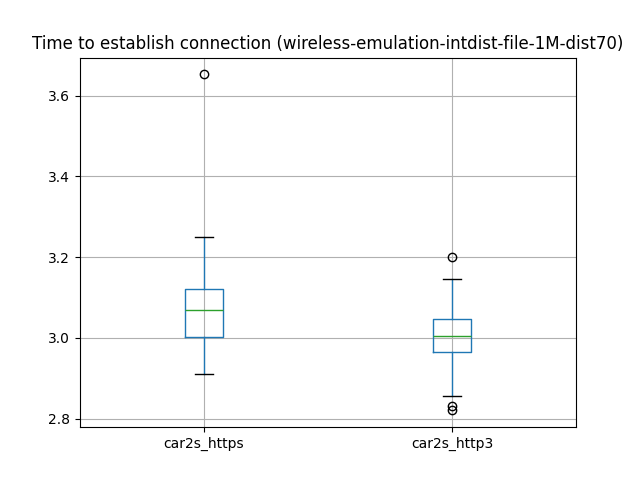 Time to establish connection (wireless-emulation-intdist-file-1M-dist70)
3.6
3.4
3.2
3.0
2.8
car2s_https
car2s_http3